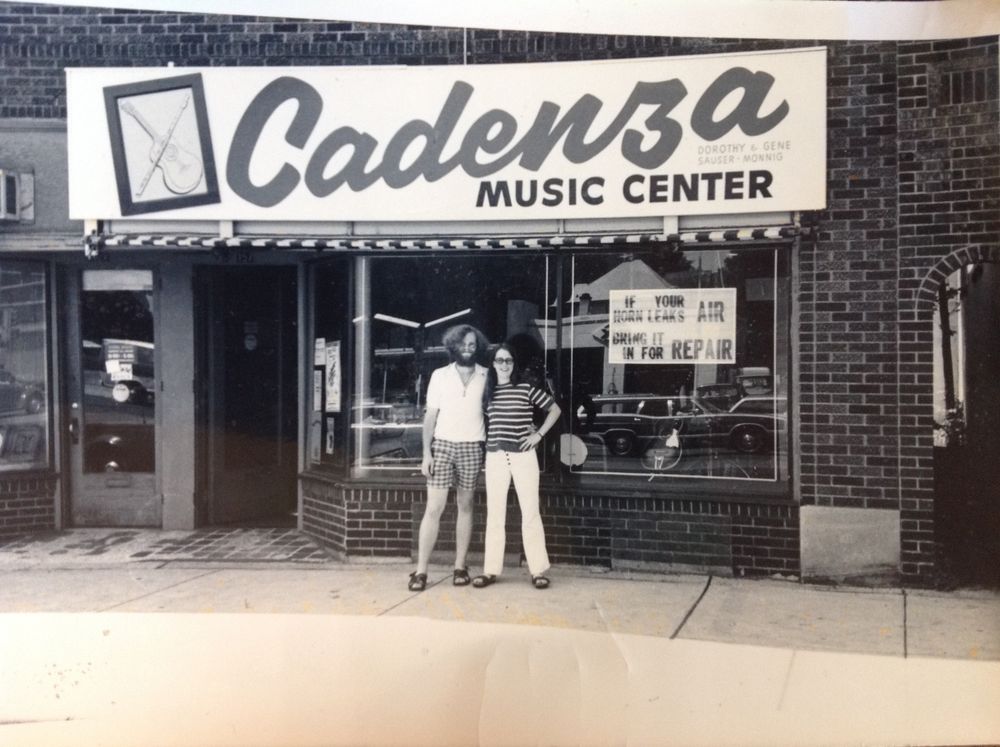 Cadenza
DOROTHY & GENE
SAUSER-MONNIG
MUSIC CENTER
IF YOUR
HORN LEAKS AIR
BRING IT
IN FOR REPAIR